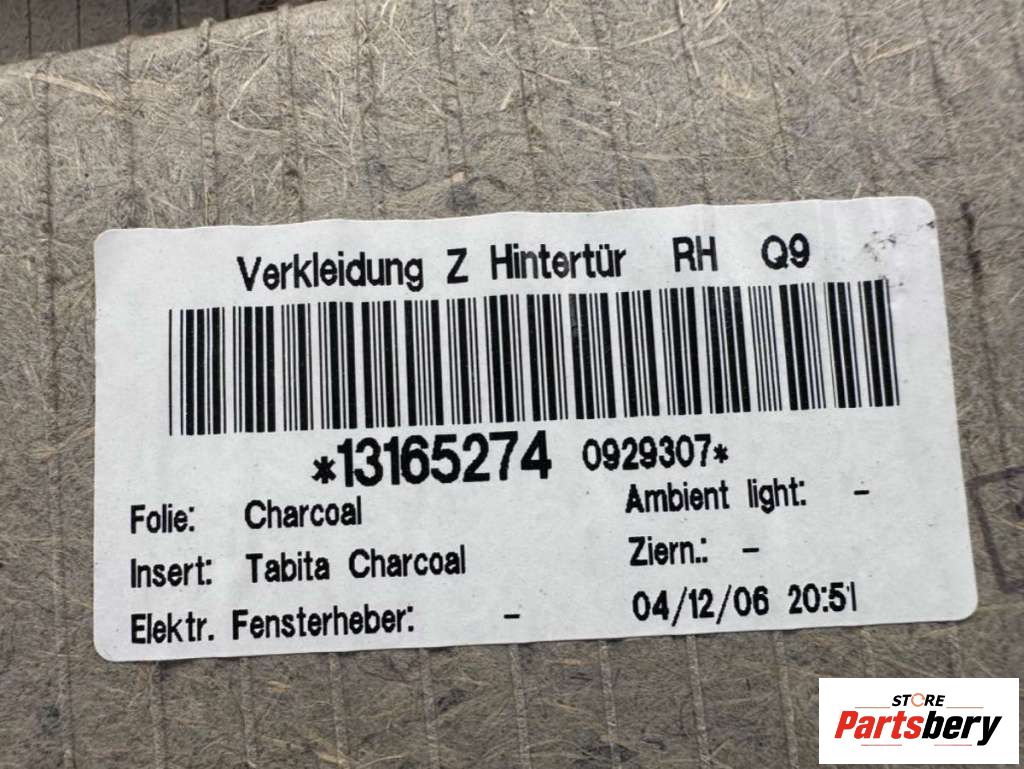 Verkleidung Z Hintertür RH Q9
*13165274 0929307*
Folie: Charcoal
Ambient light: -
Insert: Tabita Charcoal
Ziern.: -
Elektr. Fensterheber: -
04/12/06 20:51
STORE
Partsbery